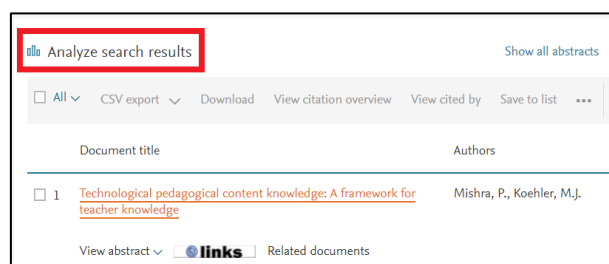 Analyze search results Show all abstracts
All CSV export Download View citation overview View cited by Save to list •••
Document title Authors
1 Technological pedagogical content knowledge: A framework for Mishra, P., Koehler, M.J.
teacher knowledge
View abstract links Related documents